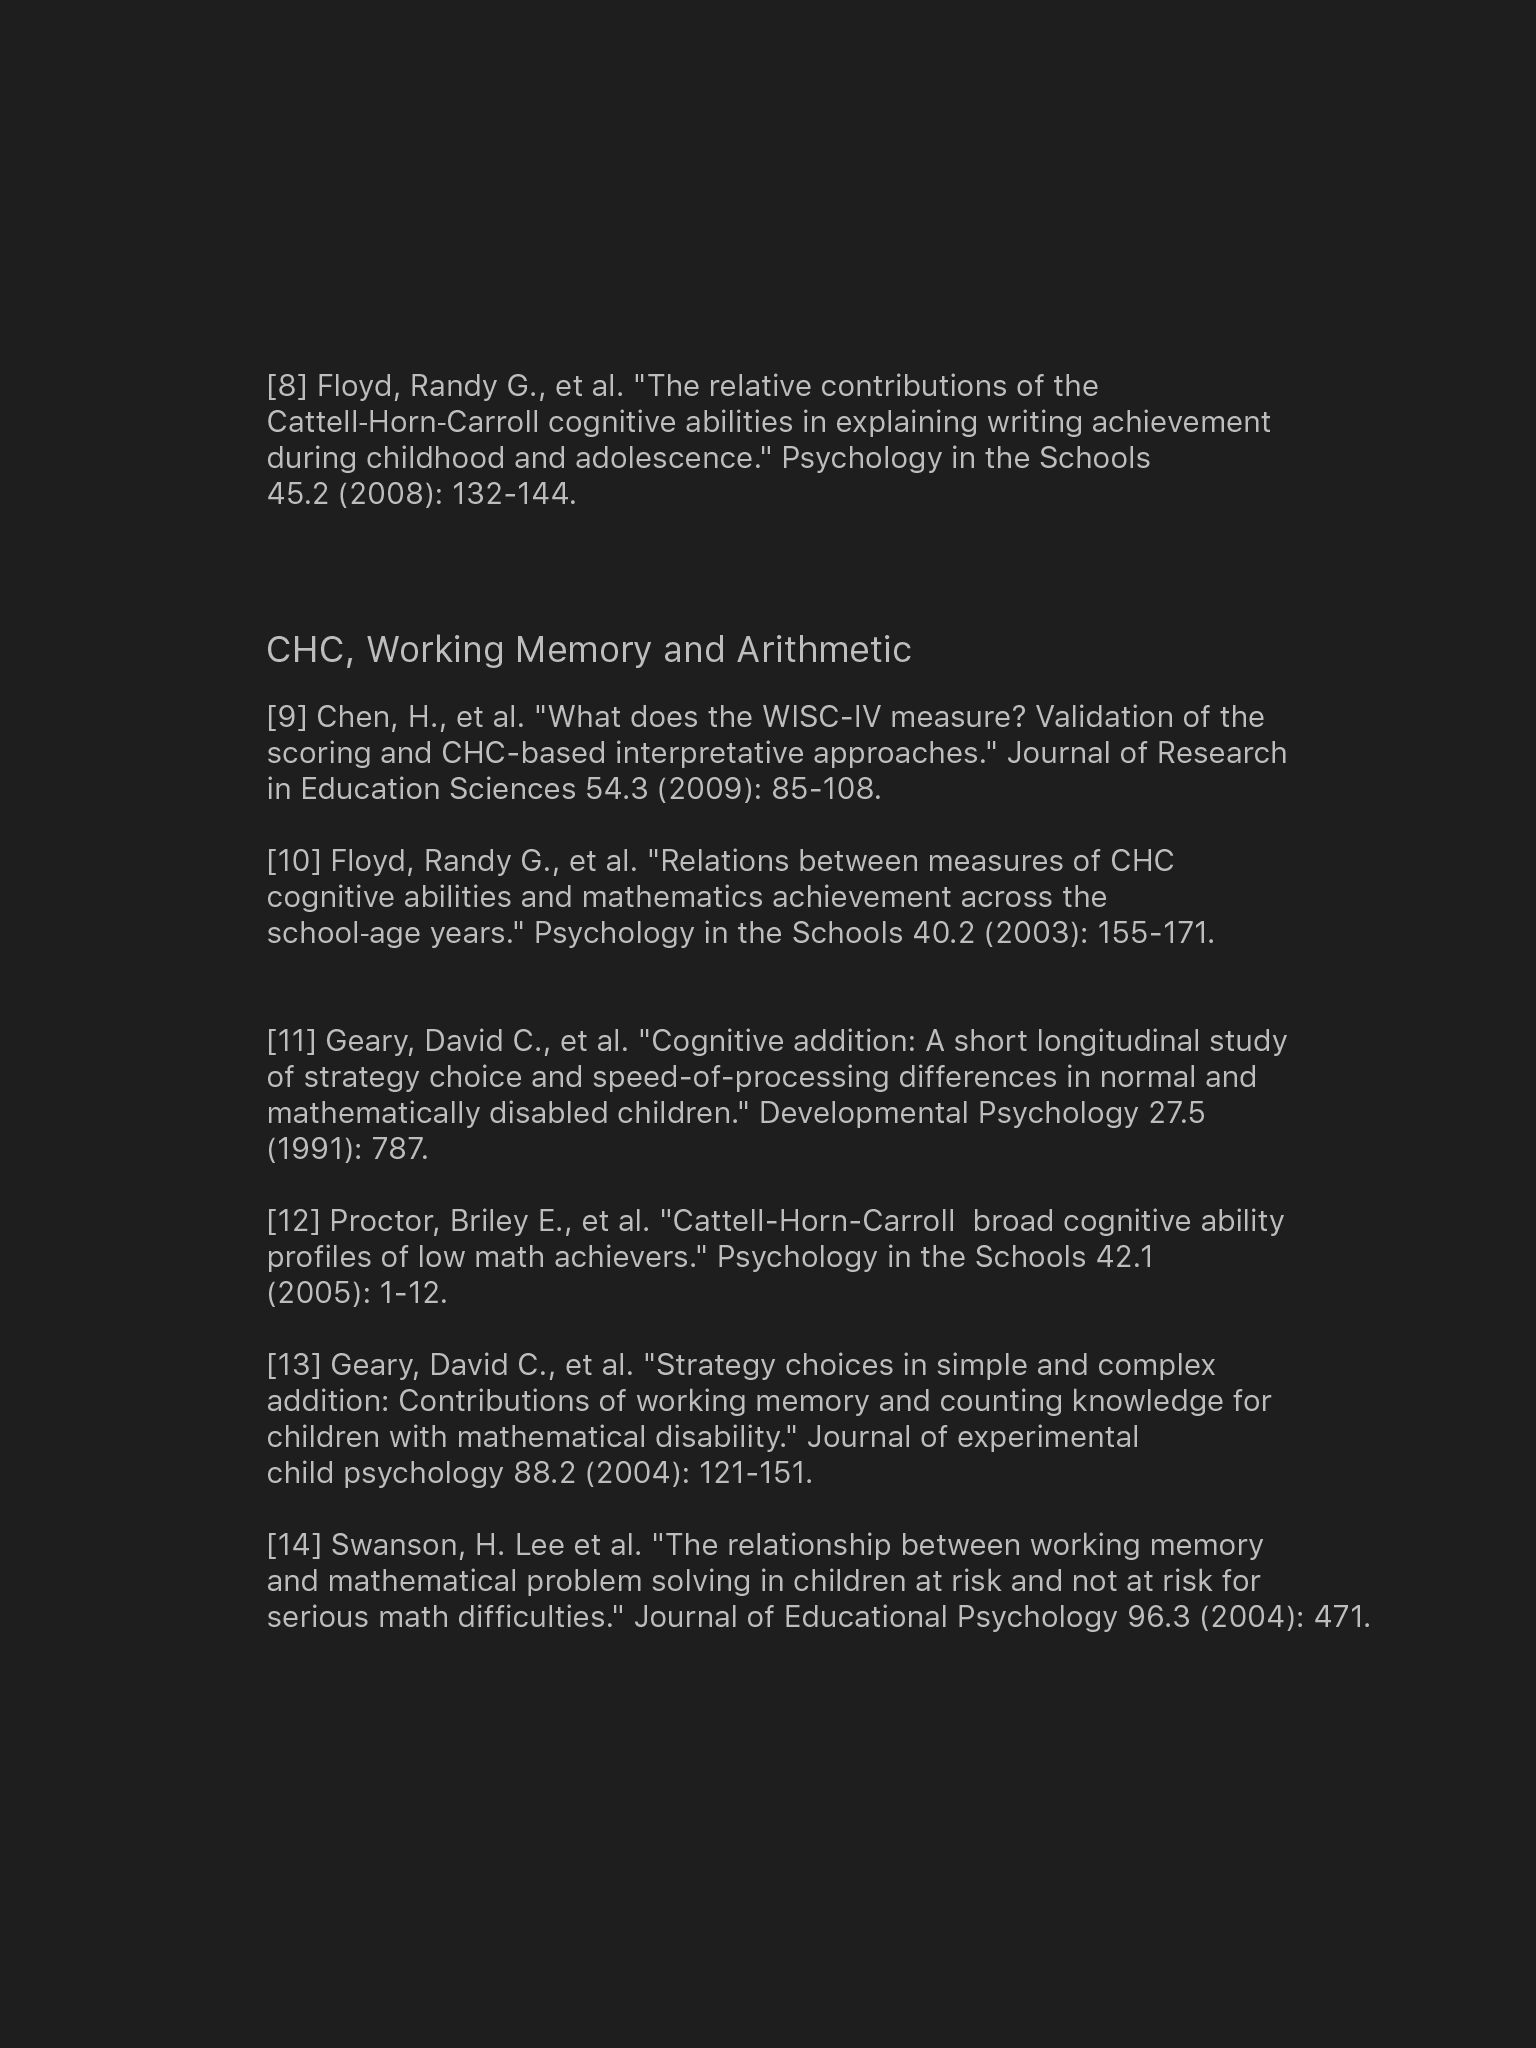 [8] Floyd, Randy G., et al. "The relative contributions of the
Cattell-Horn-Carroll cognitive abilities in explaining writing achievement
during childhood and adolescence." Psychology in the Schools
45.2 (2008): 132-144.
CHC, Working Memory and Arithmetic
[9] Chen, H., et al. "What does the WISC-IV measure? Validation of the
scoring and CHC-based interpretative approaches." Journal of Research
in Education Sciences 54.3 (2009): 85-108.
[10] Floyd, Randy G., et al. "Relations between measures of CHC
cognitive abilities and mathematics achievement across the
school-age years." Psychology in the Schools 40.2 (2003): 155-171.
[11] Geary, David C., et al. "Cognitive addition: A short longitudinal study
of strategy choice and speed-of-processing differences in normal and
mathematically disabled children." Developmental Psychology 27.5
(1991): 787.
[12] Proctor, Briley E., et al. "Cattell-Horn-Carroll  broad cognitive ability
profiles of low math achievers." Psychology in the Schools 42.1
(2005): 1-12.
[13] Geary, David C., et al. "Strategy choices in simple and complex
addition: Contributions of working memory and counting knowledge for
children with mathematical disability." Journal of experimental
child psychology 88.2 (2004): 121-151.
[14] Swanson, H. Lee et al. "The relationship between working memory
and mathematical problem solving in children at risk and not at risk for
serious math difficulties." Journal of Educational Psychology 96.3 (2004): 471.